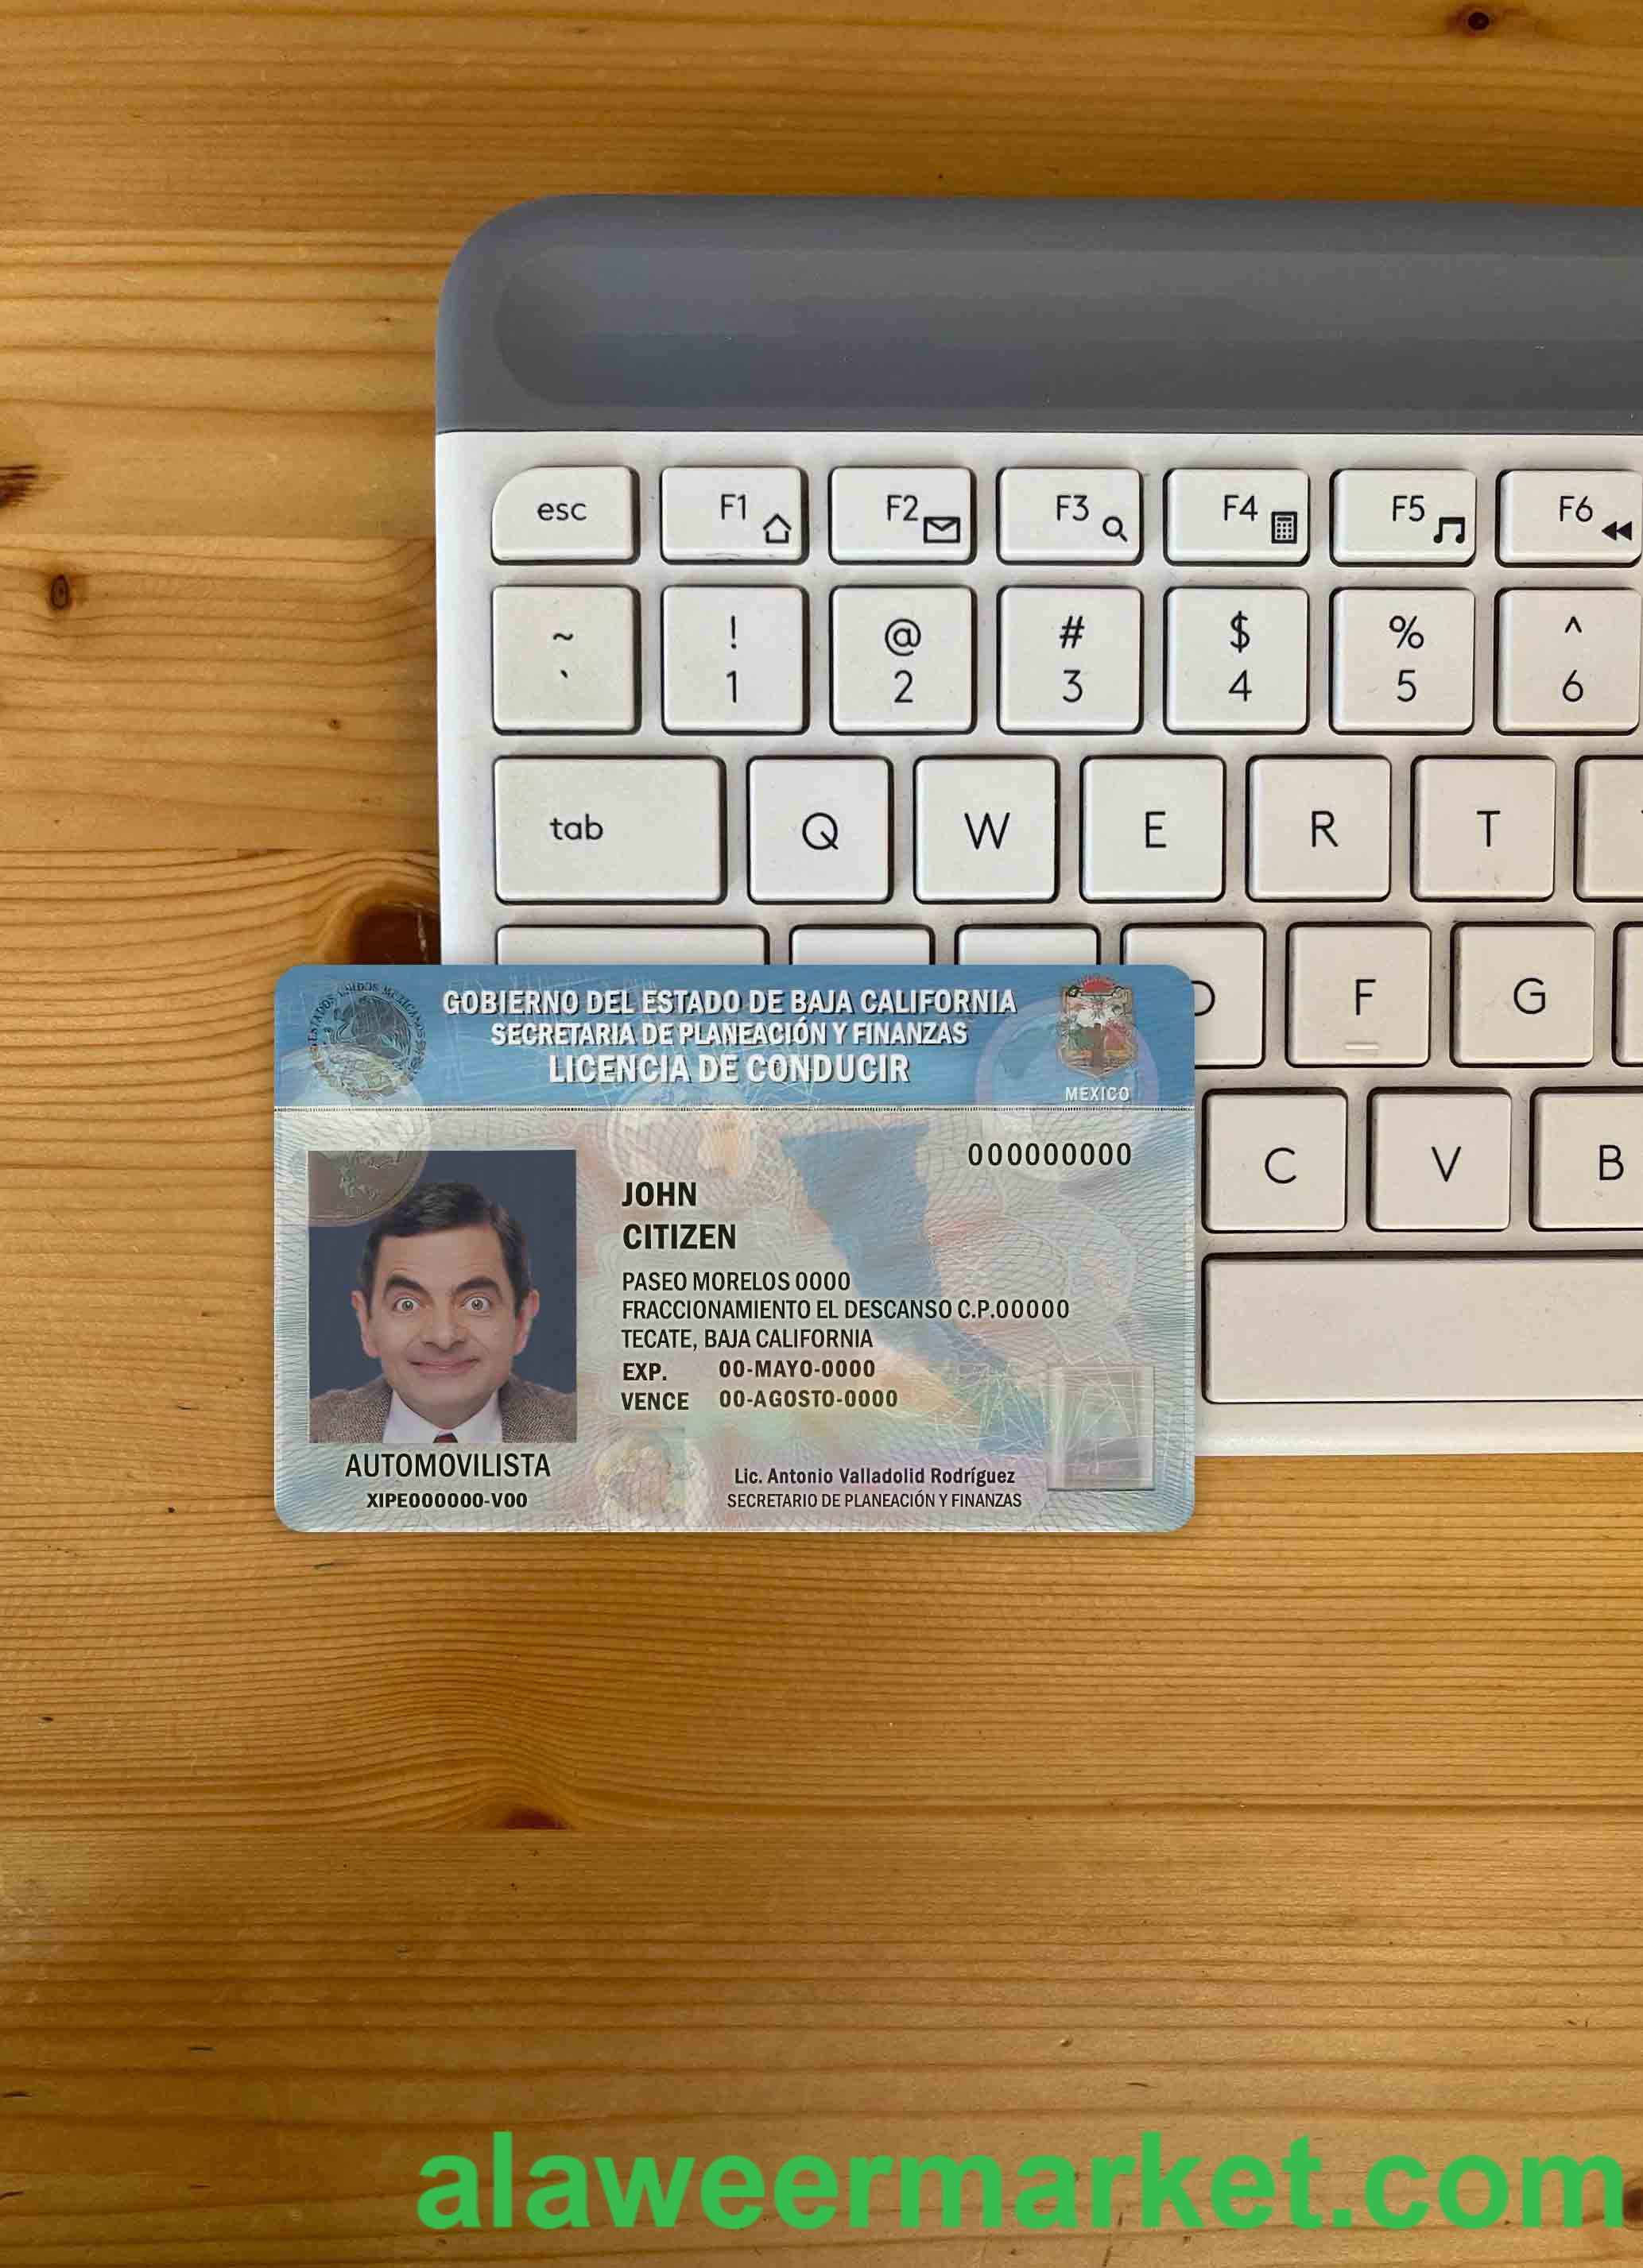 esc F1 F2 F3 F4 F5 F6
~ ! @ # $ % ^
` 1 2 3 4 5 6
tab Q W E R T
D F G
C V B
ESTADOS UNIDOS MEXICANOS
GOBIERNO DEL ESTADO DE BAJA CALIFORNIA
SECRETARIA DE PLANEACIÓN Y FINANZAS
LICENCIA DE CONDUCIR
MEXICO
000000000
JOHN
CITIZEN
PASEO MORELOS 0000
FRACCIONAMIENTO EL DESCANSO C.P.00000
TECATE, BAJA CALIFORNIA
EXP. 00-MAYO-0000
VENCE 00-AGOSTO-0000
AUTOMOVILISTA
XIPE000000-V00
Lic. Antonio Valladolid Rodríguez
SECRETARIO DE PLANEACIÓN Y FINANZAS
alaweermarket.com